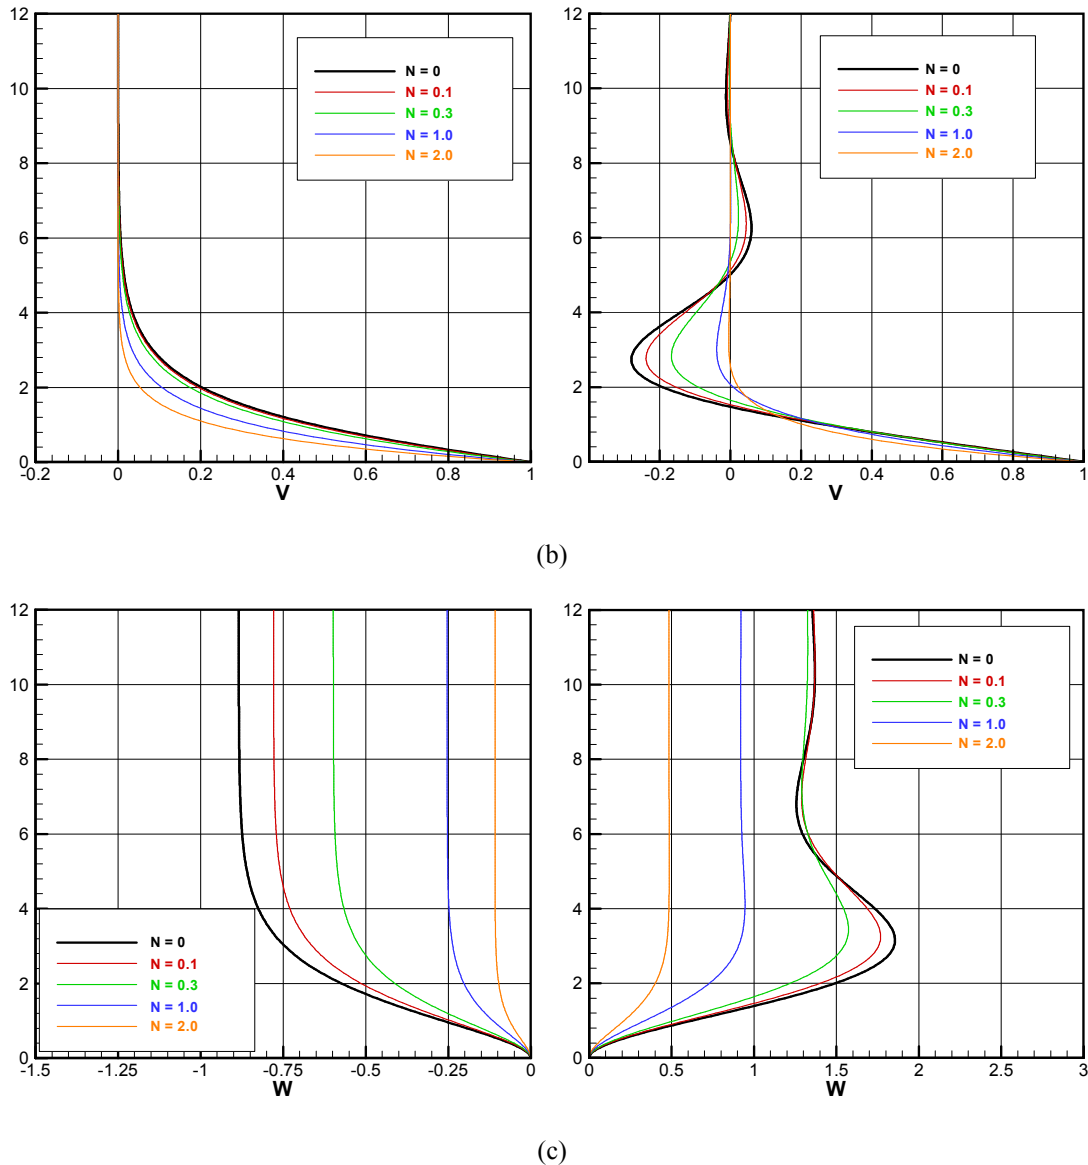 12
10
8
6
4
2
0
N = 0
N = 0.1
N = 0.3
N = 1.0
N = 2.0
-0.2 0 0.2 0.4 0.6 0.8 1
V
12
10
8
6
4
2
0
N = 0
N = 0.1
N = 0.3
N = 1.0
N = 2.0
-0.2 0 0.2 0.4 0.6 0.8 1
V
(b)
12
10
8
6
4
2
0
N = 0
N = 0.1
N = 0.3
N = 1.0
N = 2.0
-1.5 -1.25 -1 -0.75 -0.5 -0.25 0
W
12
10
8
6
4
2
0
N = 0
N = 0.1
N = 0.3
N = 1.0
N = 2.0
0 0.5 1 1.5 2 2.5 3
W
(c)